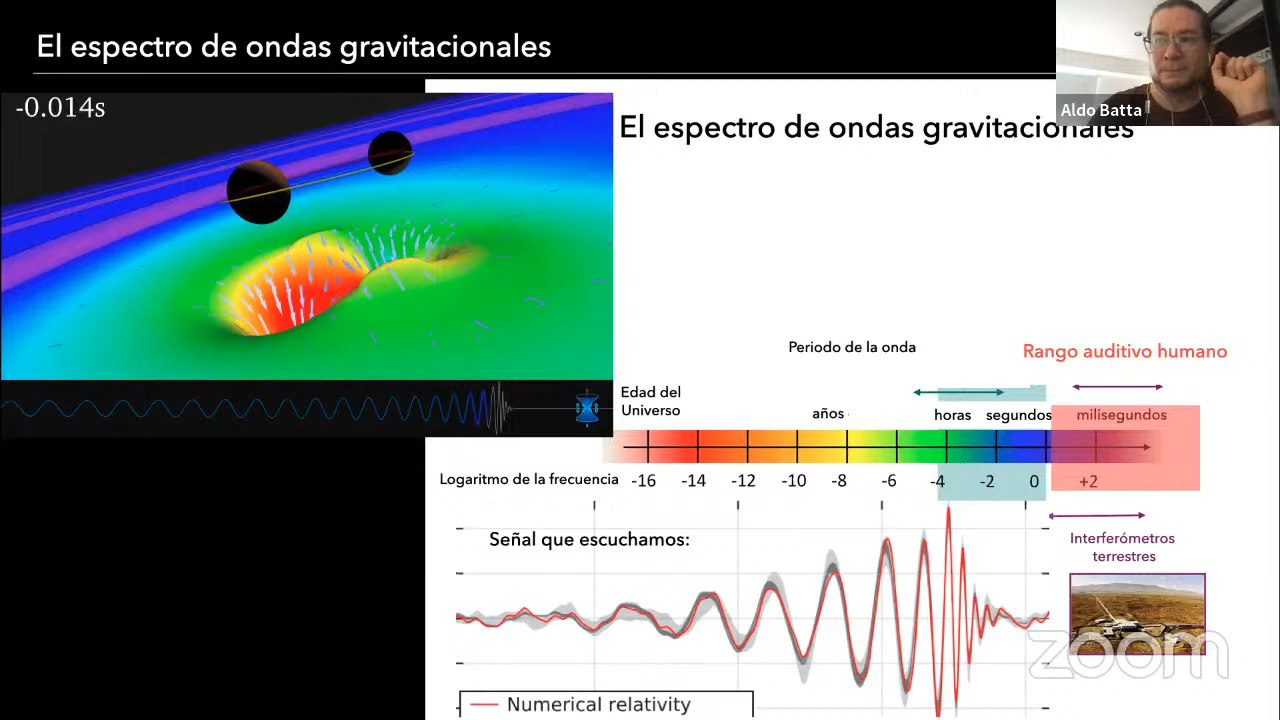 El espectro de ondas gravitacionales
Aldo Batta
-0.014s
El espectro de ondas gravitacionales
Periodo de la onda
Rango auditivo humano
Edad del
Universo
años
horas
segundos
milisegundos
Logaritmo de la frecuencia
-16 -14 -12 -10 -8 -6 -4 -2 0 +2
Señal que escuchamos:
Interferómetros
terrestres
Numerical relativity
zoom